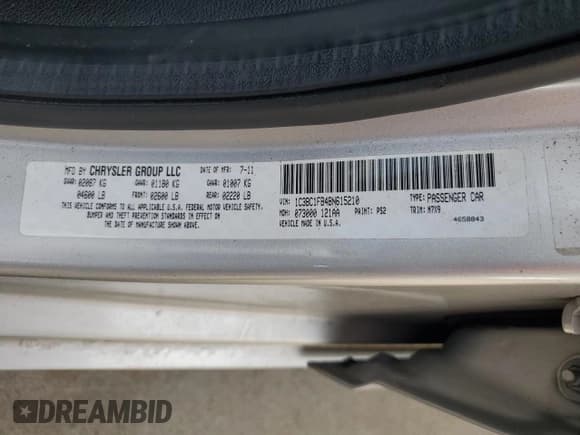 MFD BY CHRYSLER GROUP LLC DATE OF MFR: 7-11
GVWR: 02087 KG GAWR: 01180 KG GAWR: 01007 KG
04600 LB FRONT: 02600 LB REAR: 02220 LB
THIS VEHICLE CONFORMS TO ALL APPLICABLE U.S.A. FEDERAL MOTOR VEHICLE SAFETY,
BUMPER AND THEFT PREVENTION STANDARDS IN EFFECT ON
THE DATE OF MANUFACTURE SHOWN ABOVE.
VIN: 1C3BC1FB4BN615210 TYPE: PASSENGER CAR
MDH: 073000 121AA PAINT: PS2 TRIM: M7X9
VEHICLE MADE IN U.S.A. 4658843
DREAMBID